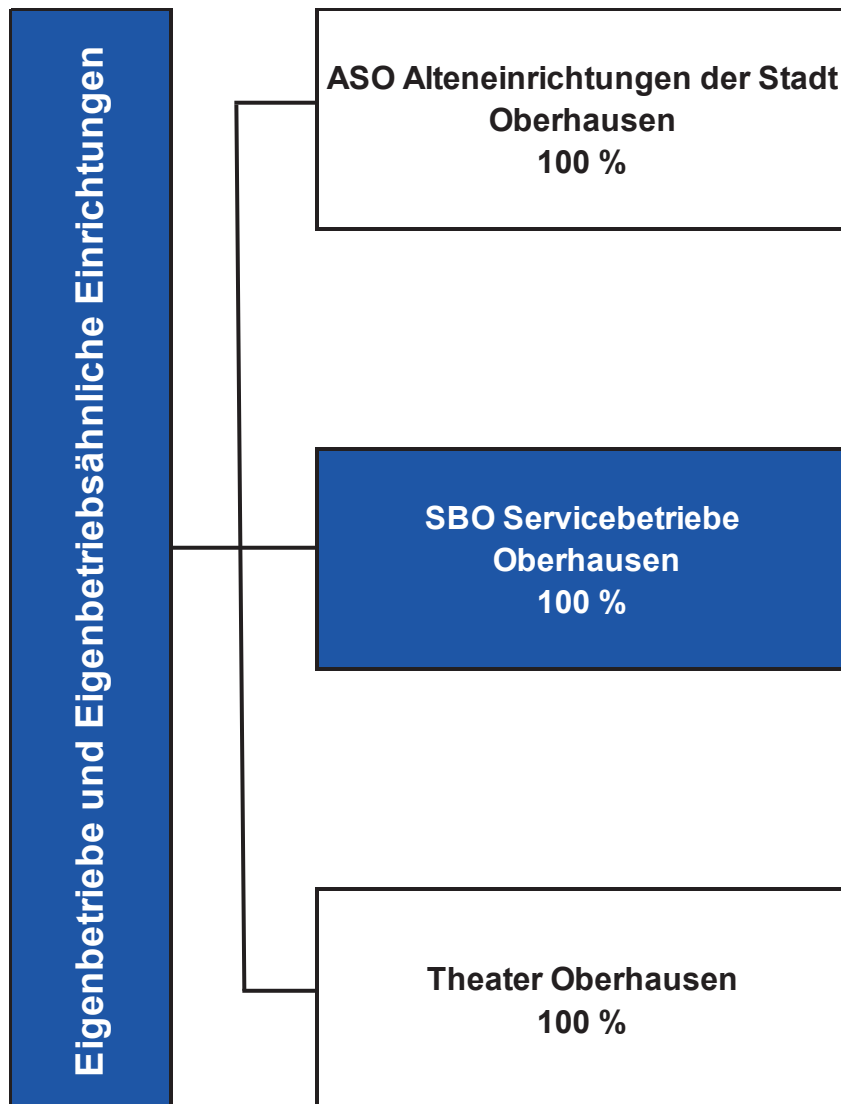 Eigenbetriebe und Eigenbetriebsähnliche Einrichtungen
ASO Alteneinrichtungen der Stadt
Oberhausen
100 %
SBO Servicebetriebe
Oberhausen
100 %
Theater Oberhausen
100 %